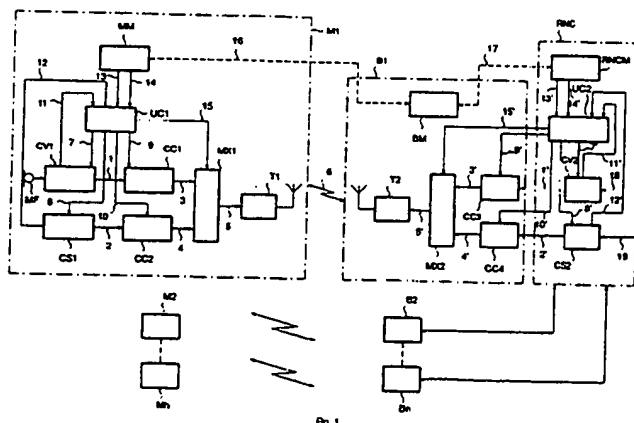 MM
16
M1
RNC
17
RNCM
12
13
14
B1
11
UC1
15
BM
13'
14'
UC2
15'
CV1
7
9
CC1
MX1
T1
6
3'
9'
1'
CV2
11'
18
MF
1
3
T2
CC3
8
10
5
5'
MX2
10'
8'
12'
2
4
4'
2'
19
CS1
CC2
CC4
CS2
M2
B2
Mn
Bn